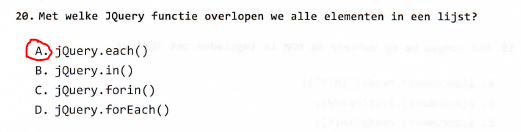 20. Met welke JQuery functie overlopen we alle elementen in een lijst?
A. jQuery.each()
B. jQuery.in()
C. jQuery.forin()
D. jQuery.forEach()